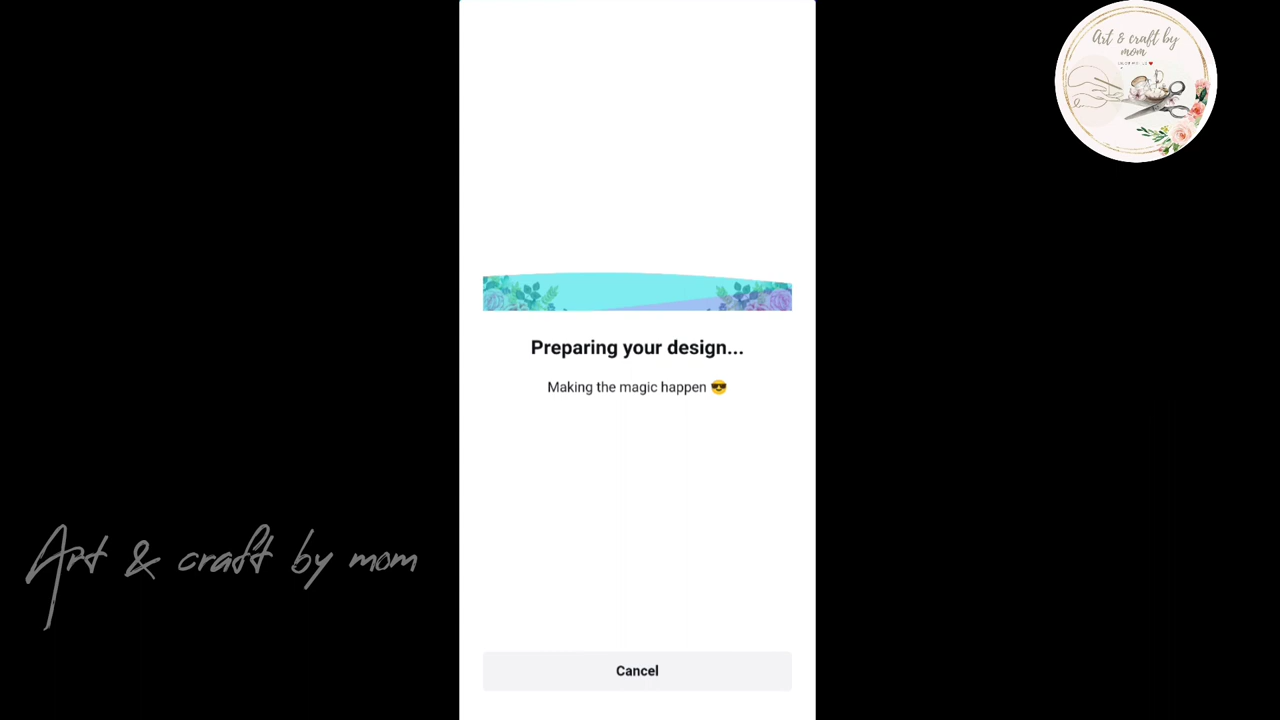 Art & craft by
mom
Preparing your design...
Making the magic happen 😎
Art & craft by mom
Cancel